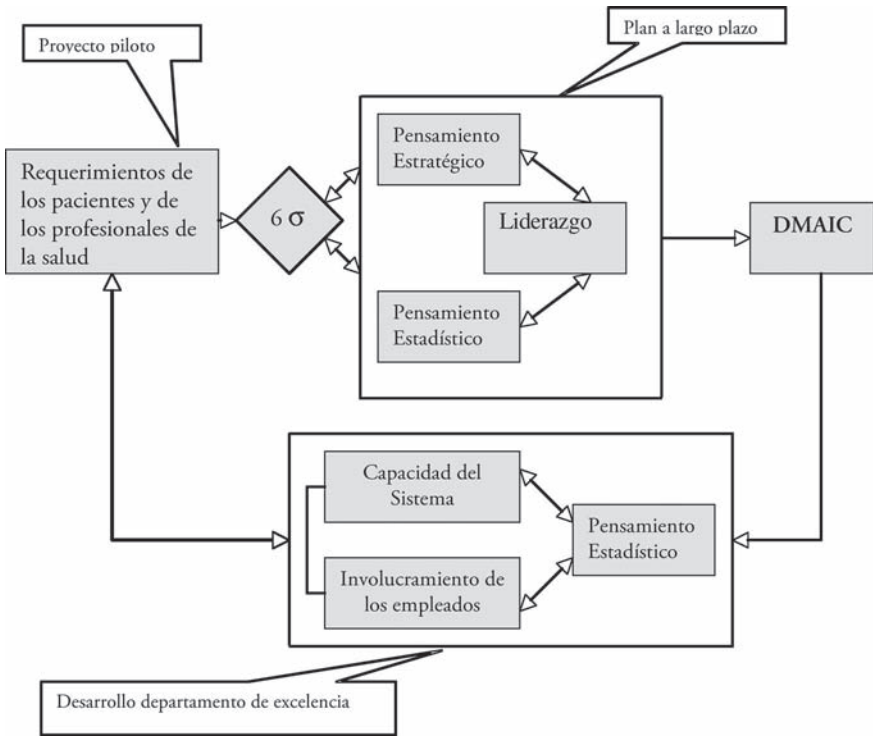 Proyecto piloto
Plan a largo plazo
Requerimientos de
los pacientes y de
los profesionales de
la salud
6 σ
Pensamiento
Estratégico
Liderazgo
Pensamiento
Estadístico
DMAIC
Capacidad del
Sistema
Pensamiento
Estadístico
Involucramiento de
los empleados
Desarrollo departamento de excelencia